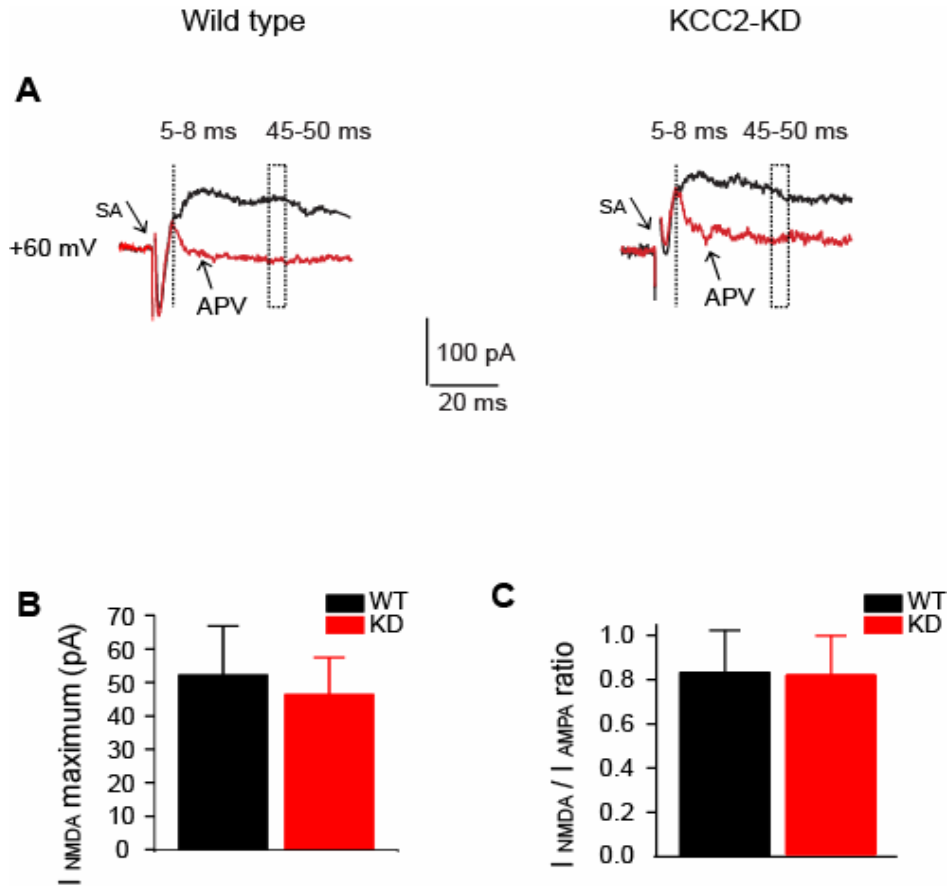 Wild type KCC2-KD
A
5-8 ms 45-50 ms 5-8 ms 45-50 ms
SA SA
+60 mV
APV APV
100 pA
20 ms
B WT C WT
KD KD
I NMDA maximum (pA)
70
60
50
40
30
20
10
0
I NMDA / I AMPA ratio
1.0
0.8
0.6
0.4
0.2
0.0